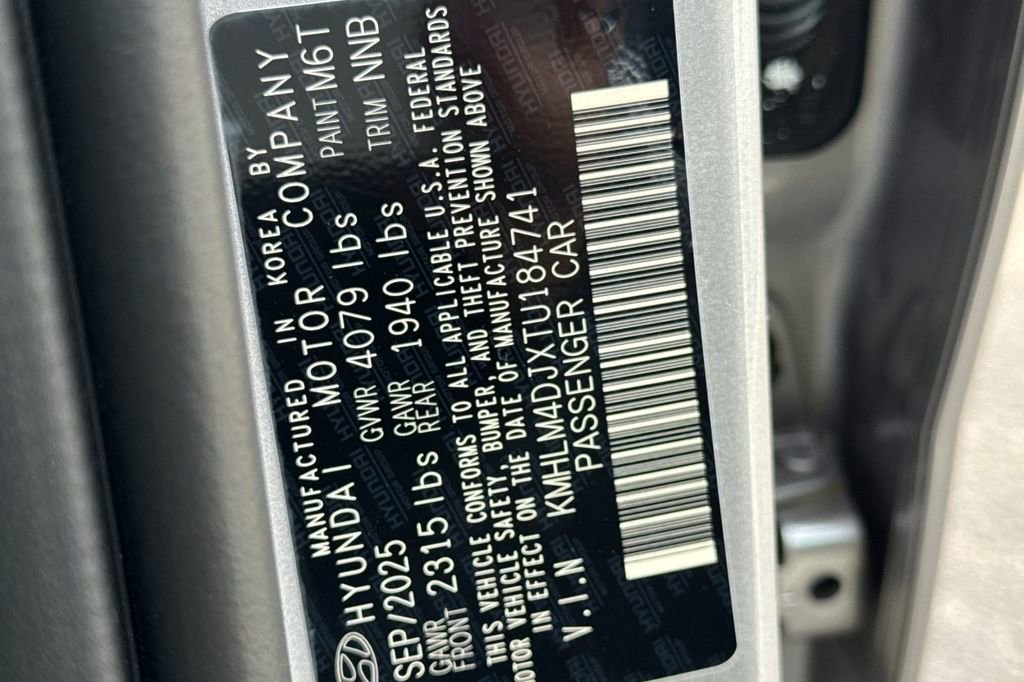 MANUFACTURED IN KOREA BY
HYUNDAI MOTOR COMPANY
SEP/2025 GVWR 4079 lbs PAINT M6T
GAWR FRONT 2315 lbs GAWR REAR 1940 lbs TRIM NNB
THIS VEHICLE CONFORMS TO ALL APPLICABLE U.S.A. FEDERAL
MOTOR VEHICLE SAFETY, BUMPER, AND THEFT PREVENTION STANDARDS
IN EFFECT ON THE DATE OF MANUFACTURE SHOWN ABOVE
V.I.N KMHLM4DJXTU184741
PASSENGER CAR